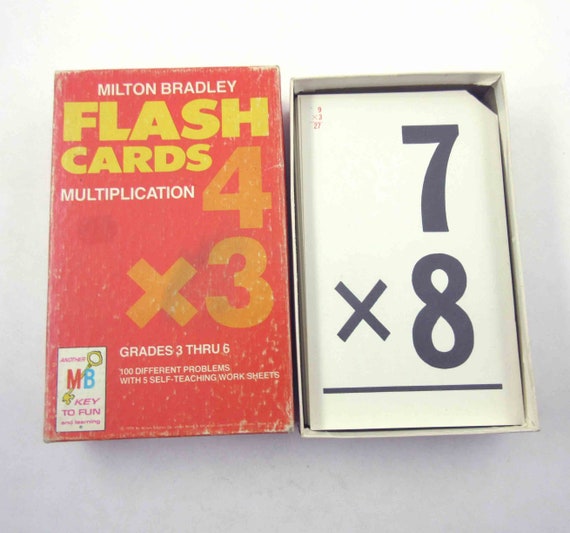 MILTON BRADLEY
FLASH
CARDS
MULTIPLICATION
4
×3
GRADES 3 THRU 6
100 DIFFERENT PROBLEMS
WITH 5 SELF-TEACHING WORK SHEETS
ANOTHER
MB
KEY
TO FUN
and learning
9
×3
27
7
×8